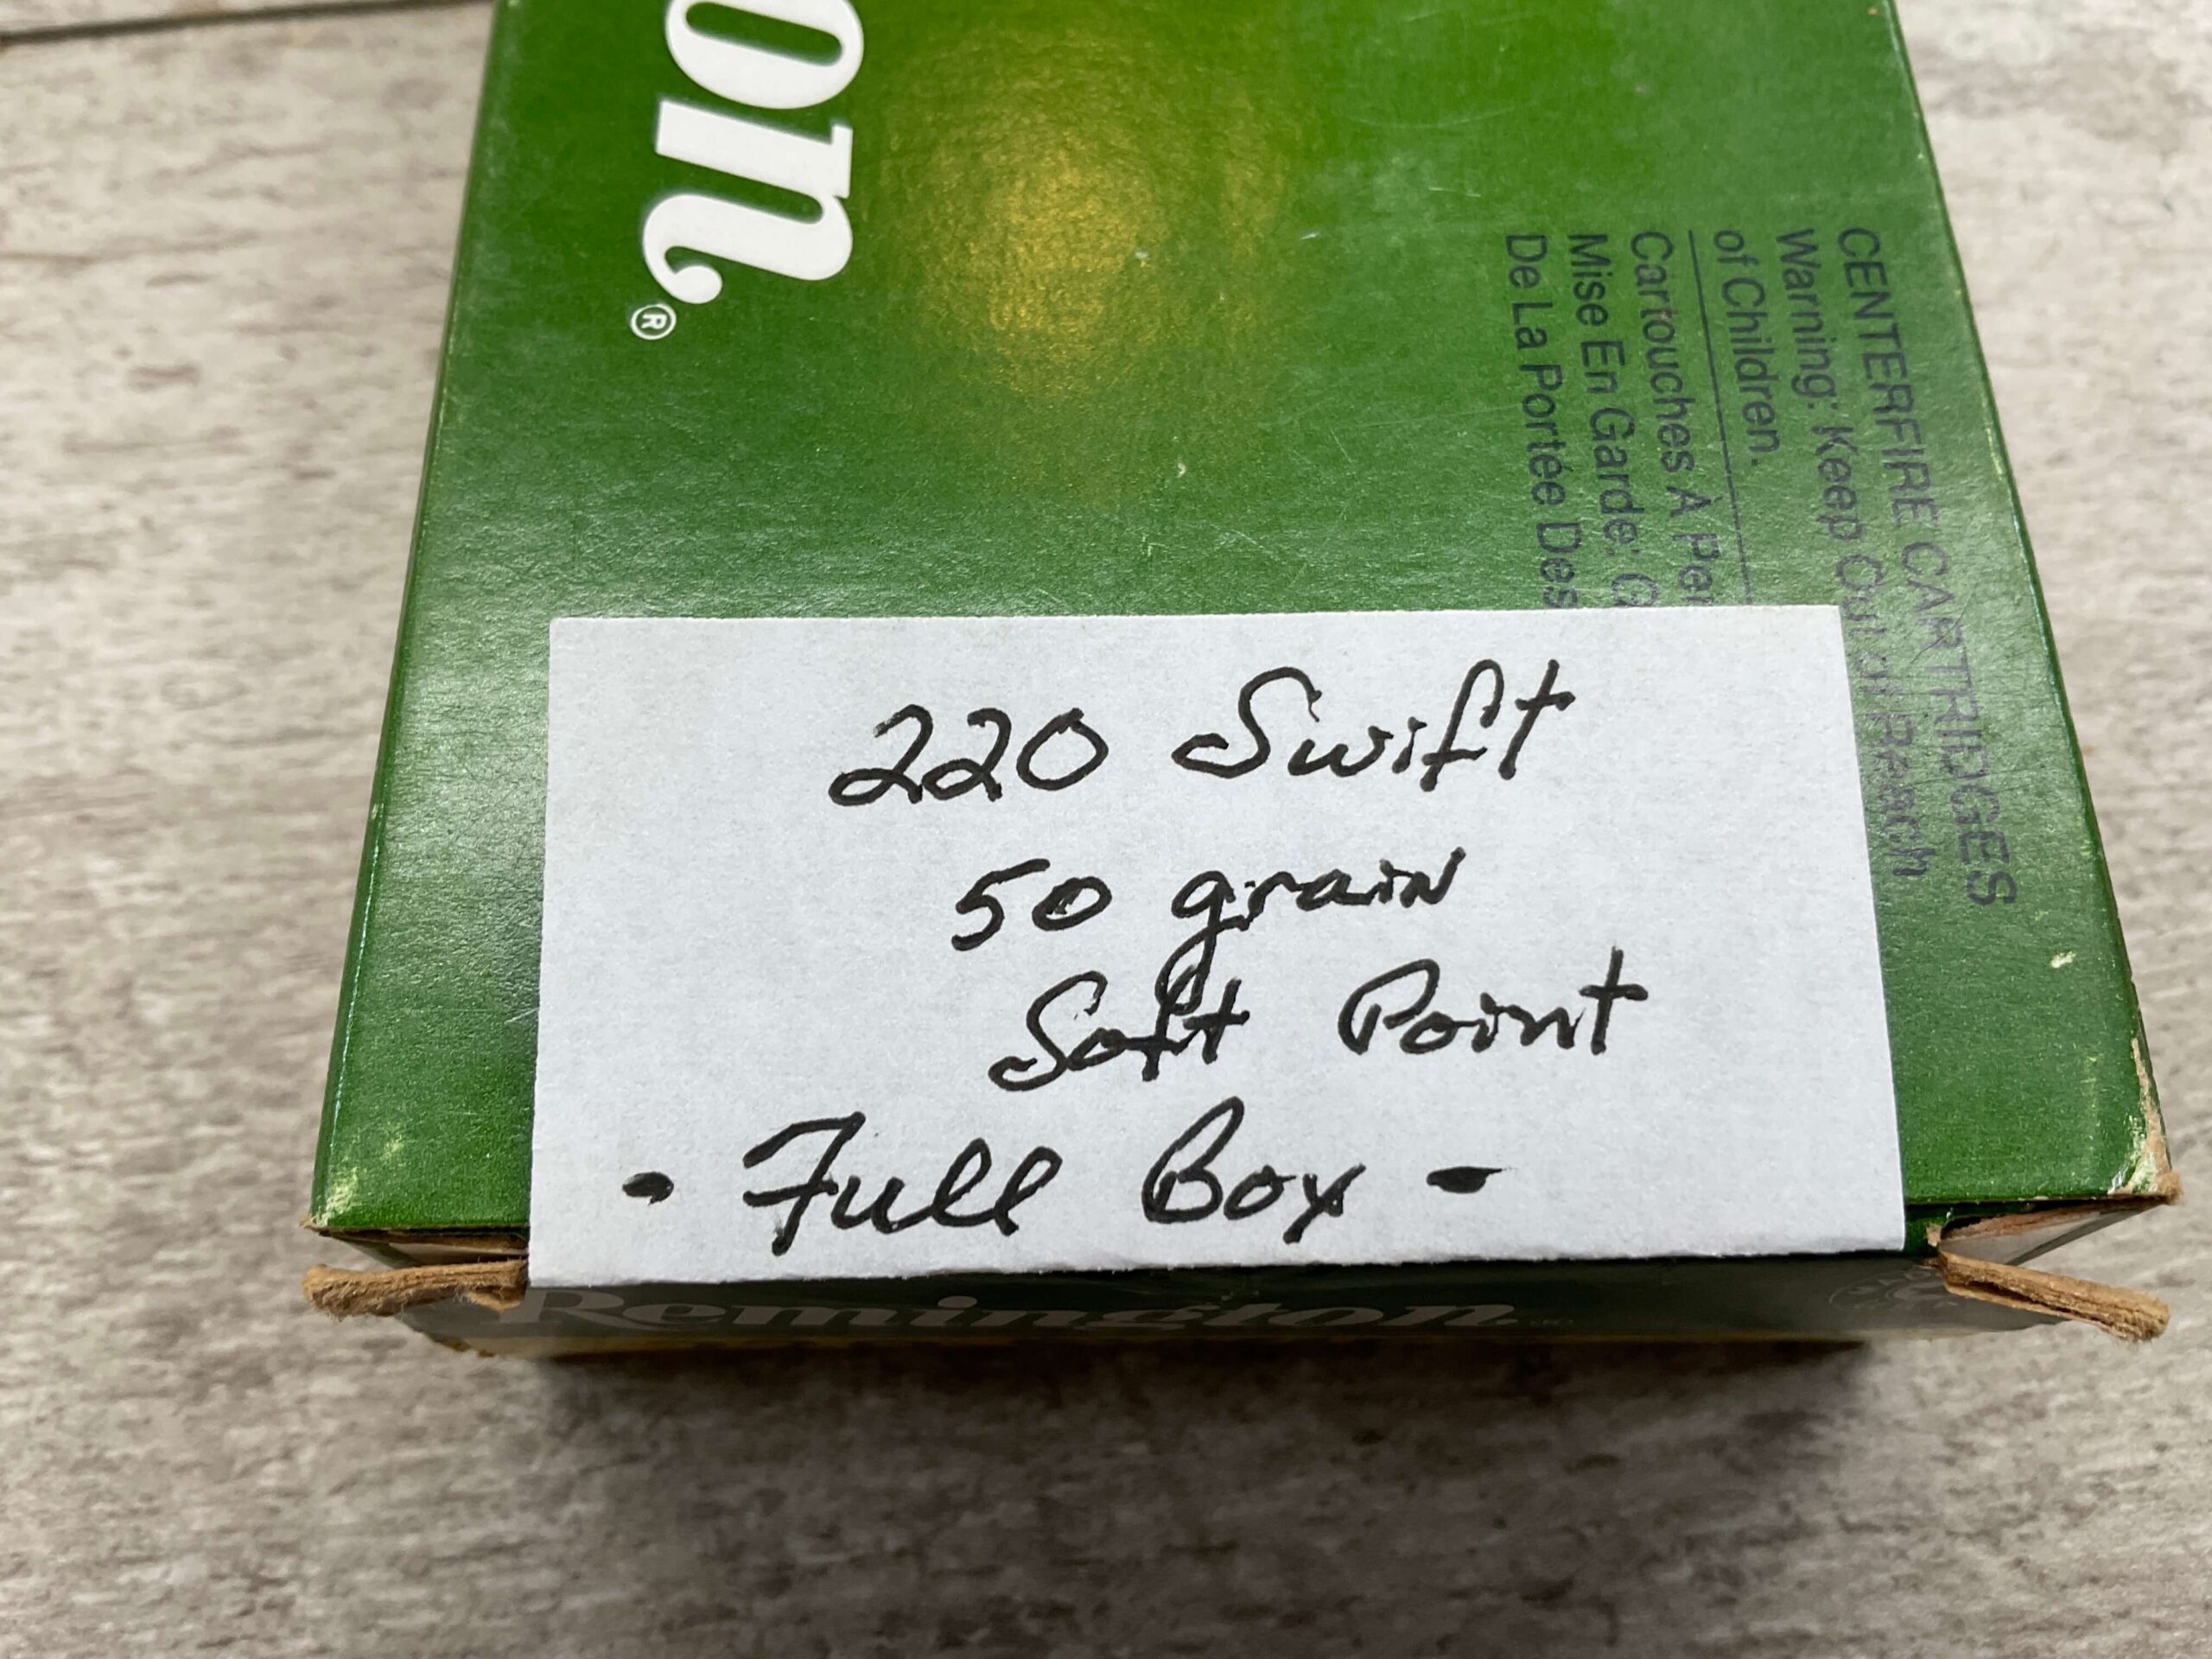 on®
CENTERFIRE CARTRIDGES
Warning: Keep Out of Reach
of Children.
Cartouches À
Mise En Garde:
De La Portée Des
220 Swift
50 grain
Soft Point
- Full Box -
Remington